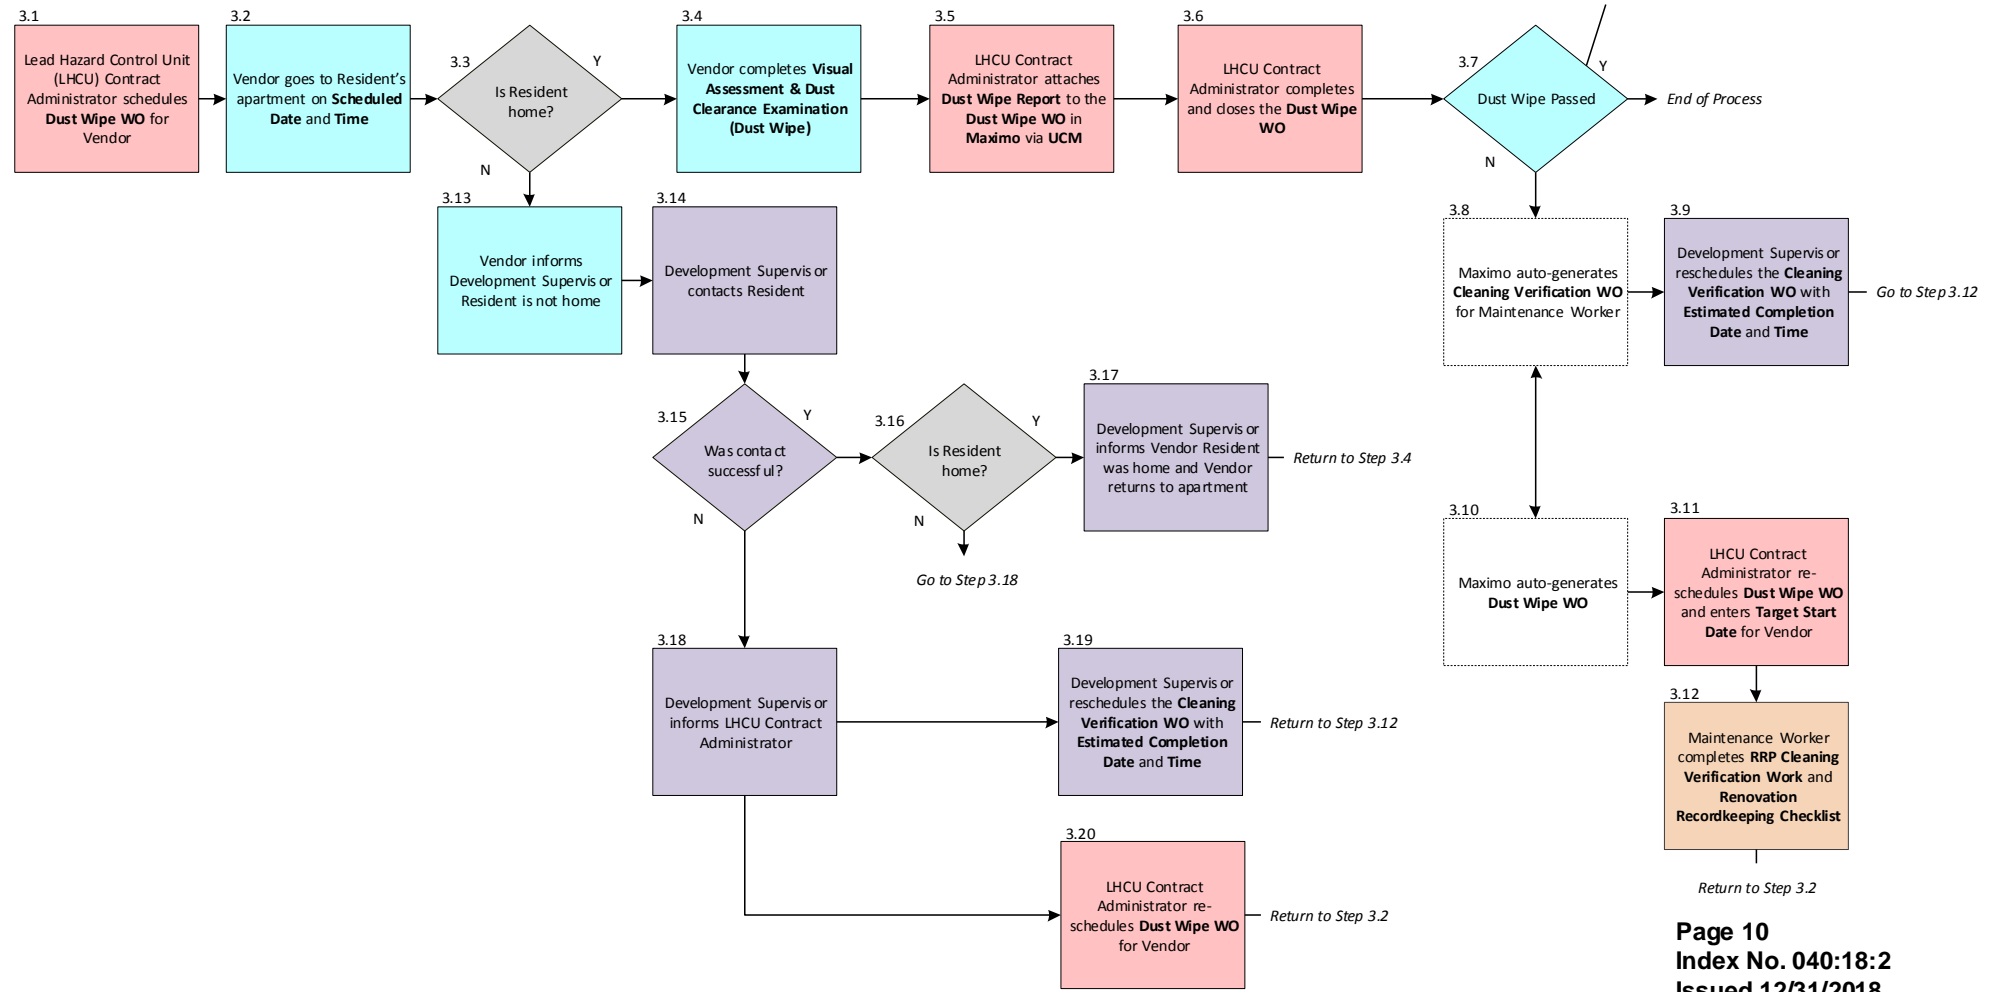 3.1
Lead Hazard Control Unit
(LHCU) Contract
Administrator schedules
Dust Wipe WO for
Vendor
3.2
Vendor goes to Resident's
apartment on Scheduled
Date and Time
3.3
Is Resident
home?
Y
N
3.4
Vendor completes Visual
Assessment & Dust
Clearance Examination
(Dust Wipe)
3.5
LHCU Contract
Administrator attaches
Dust Wipe Report to the
Dust Wipe WO in
Maximo via UCM
3.6
LHCU Contract
Administrator completes
and closes the Dust Wipe
WO
3.7
Dust Wipe Passed
Y
End of Process
N
3.13
Vendor informs
Development Supervisor
Resident is not home
3.14
Development Supervisor
contacts Resident
3.8
Maximo auto-generates
Cleaning Verification WO
for Maintenance Worker
3.9
Development Supervisor
reschedules the Cleaning
Verification WO with
Estimated Completion
Date and Time
Go to Step 3.12
3.15
Was contact
successful?
Y
N
3.16
Is Resident
home?
Y
N
Go to Step 3.18
3.17
Development Supervisor
informs Vendor Resident
was home and Vendor
returns to apartment
Return to Step 3.4
3.10
Maximo auto-generates
Dust Wipe WO
3.11
LHCU Contract
Administrator re-
schedules Dust Wipe WO
and enters Target Start
Date for Vendor
3.18
Development Supervisor
informs LHCU Contract
Administrator
3.19
Development Supervisor
reschedules the Cleaning
Verification WO with
Estimated Completion
Date and Time
Return to Step 3.12
3.12
Maintenance Worker
completes RRP Cleaning
Verification Work and
Renovation
Recordkeeping Checklist
Return to Step 3.2
3.20
LHCU Contract
Administrator re-
schedules Dust Wipe WO
for Vendor
Return to Step 3.2
Page 10
Index No. 040:18:2
Issued 12/31/2018